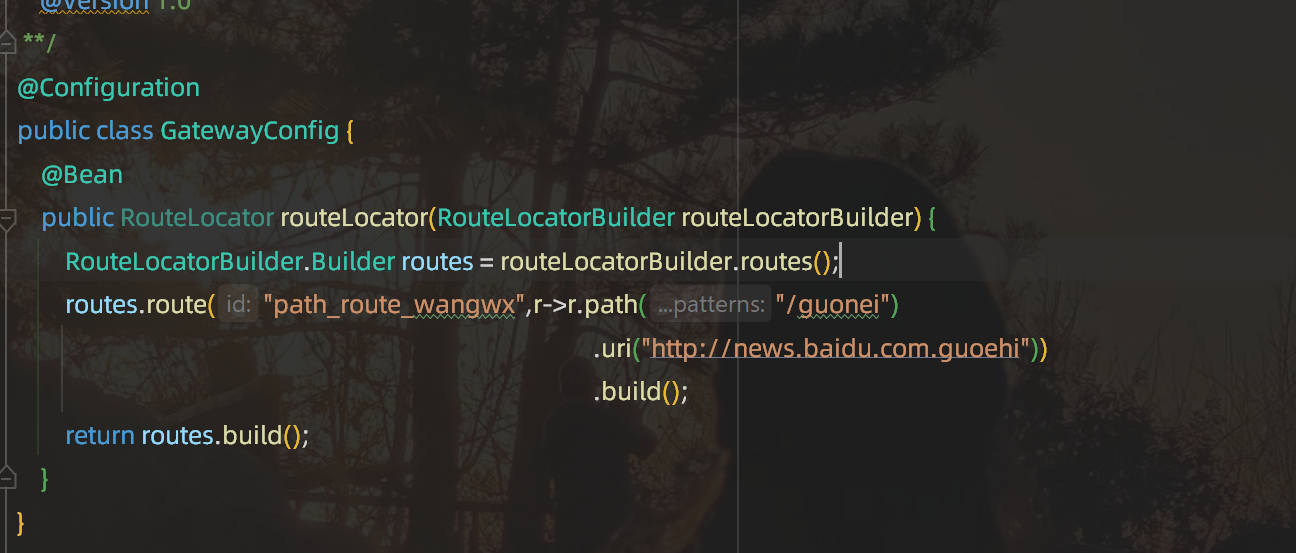 @Version 1.0
**/
@Configuration
public class GatewayConfig {
@Bean
public RouteLocator routeLocator(RouteLocatorBuilder routeLocatorBuilder) {
RouteLocatorBuilder.Builder routes = routeLocatorBuilder.routes();
routes.route( id: "path_route_wangwx",r->r.path( ...patterns: "/guonei")
.uri("http://news.baidu.com.guoehi"))
.build();
return routes.build();
}
}